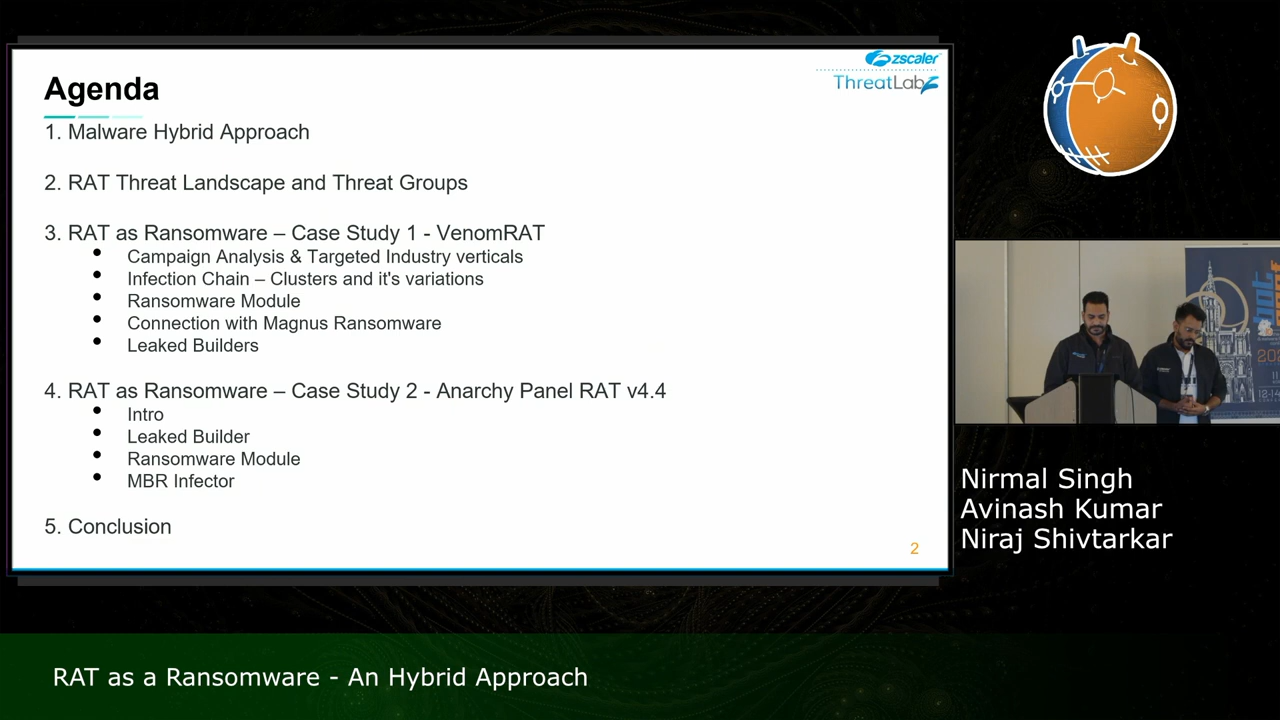 zscaler
ThreatLabZ
Agenda
1. Malware Hybrid Approach
2. RAT Threat Landscape and Threat Groups
3. RAT as Ransomware – Case Study 1 - VenomRAT
• Campaign Analysis & Targeted Industry verticals
• Infection Chain – Clusters and it's variations
• Ransomware Module
• Connection with Magnus Ransomware
• Leaked Builders
4. RAT as Ransomware – Case Study 2 - Anarchy Panel RAT v4.4
• Intro
• Leaked Builder
• Ransomware Module
• MBR Infector
5. Conclusion
2
Nirmal Singh
Avinash Kumar
Niraj Shivtarkar
RAT as a Ransomware - An Hybrid Approach